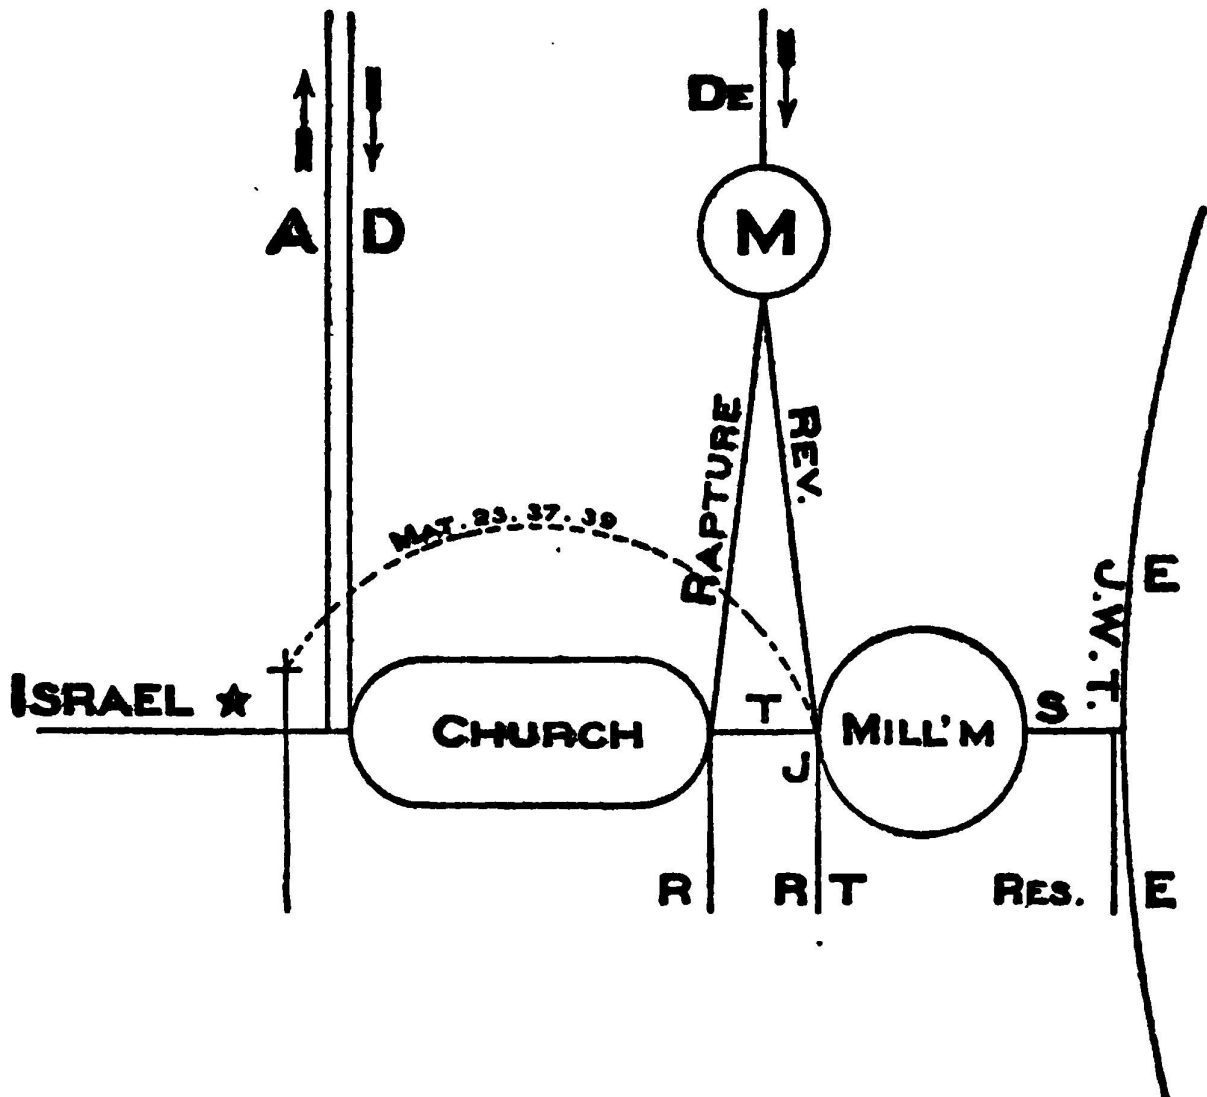 DE
A D
M
RAPTURE
REV.
MAT. 23. 37. 39
J.W.T.
E
ISRAEL ★
CHURCH
T
J
MILL'M
S
R
R T
RES.
E